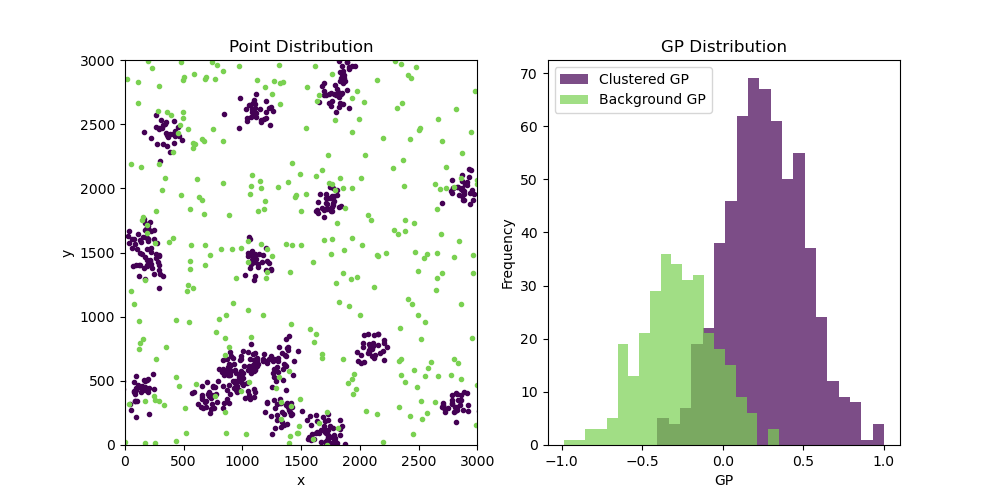 Point Distribution
3000
2500
2000
1500
1000
500
0
y
0 500 1000 1500 2000 2500 3000
x
GP Distribution
Clustered GP
Background GP
70
60
50
40
30
20
10
0
Frequency
−1.0 −0.5 0.0 0.5 1.0
GP